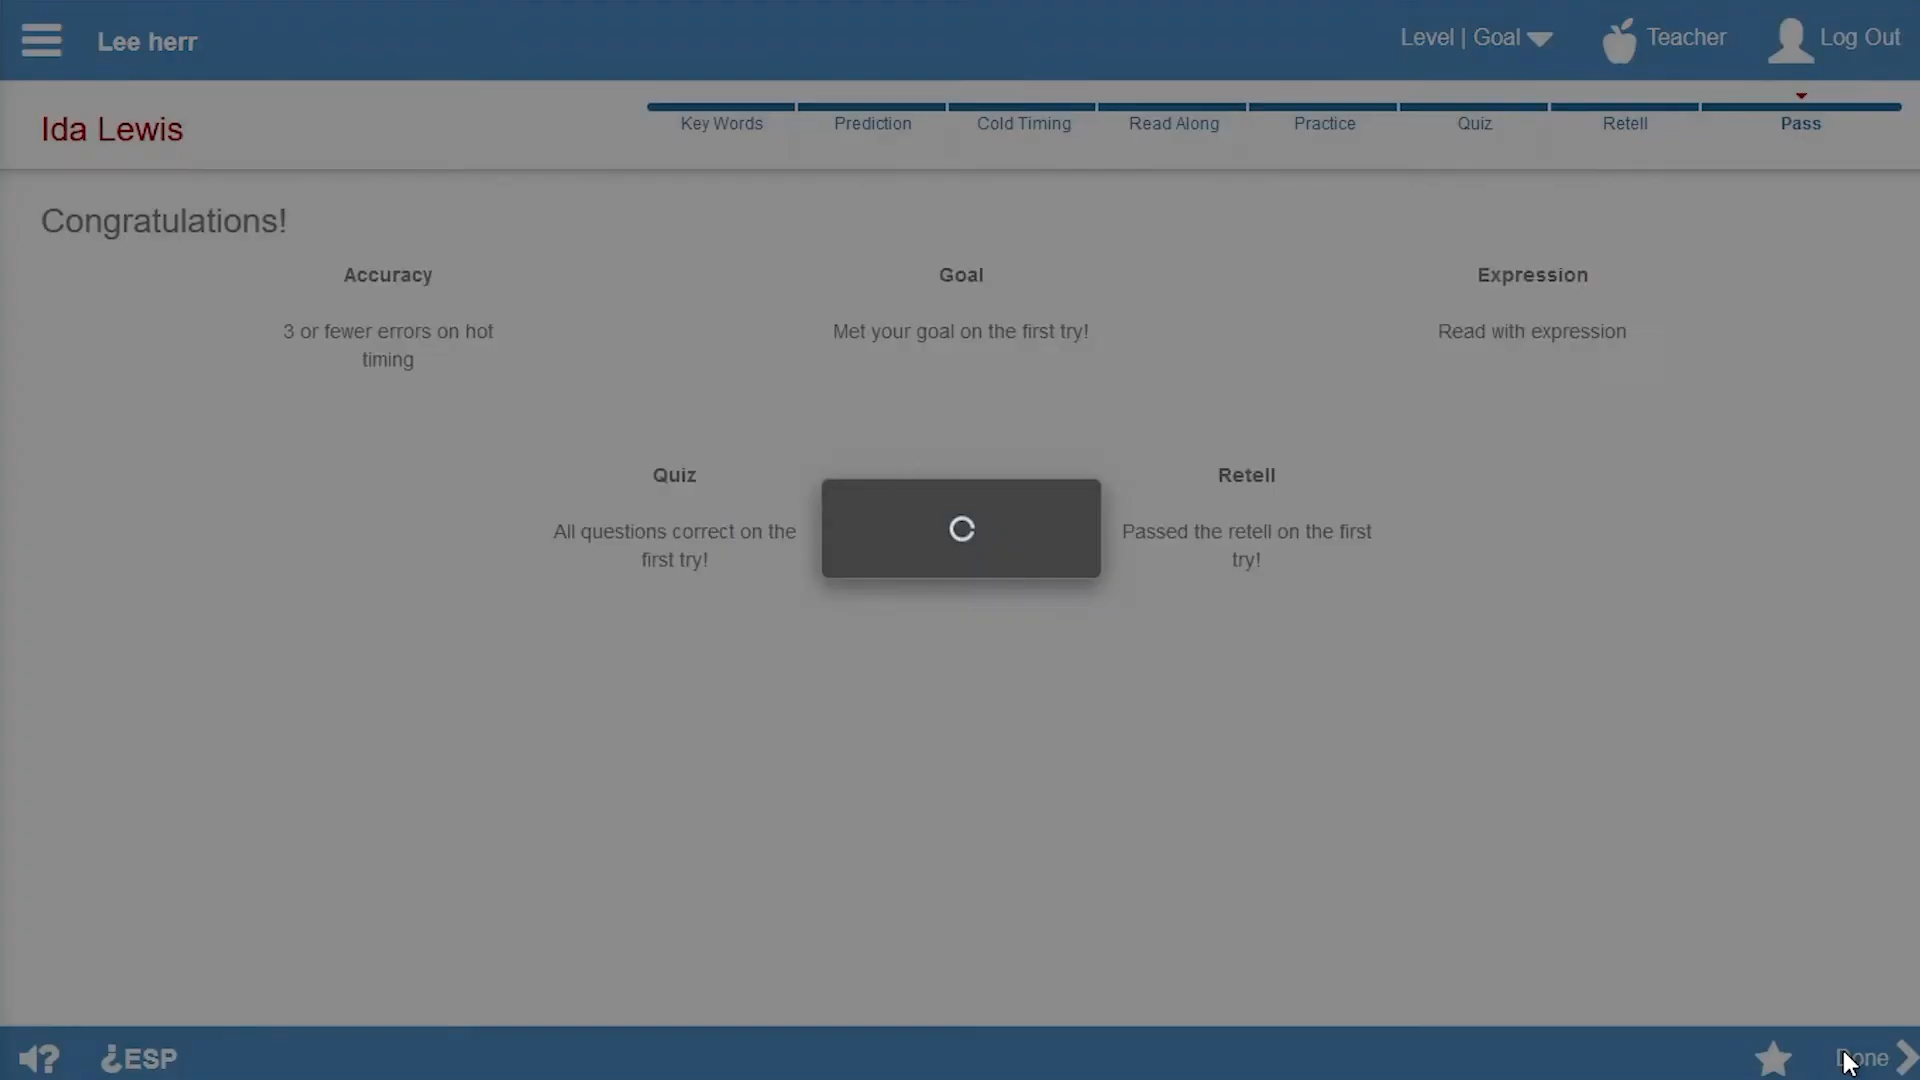 Lee herr
Level | Goal
Teacher
Log Out
Ida Lewis
Key Words
Prediction
Cold Timing
Read Along
Practice
Quiz
Retell
Pass
Congratulations!
Accuracy
3 or fewer errors on hot
timing
Goal
Met your goal on the first try!
Expression
Read with expression
Quiz
All questions correct on the
first try!
Retell
Passed the retell on the first
try!
?
¿ESP
Done